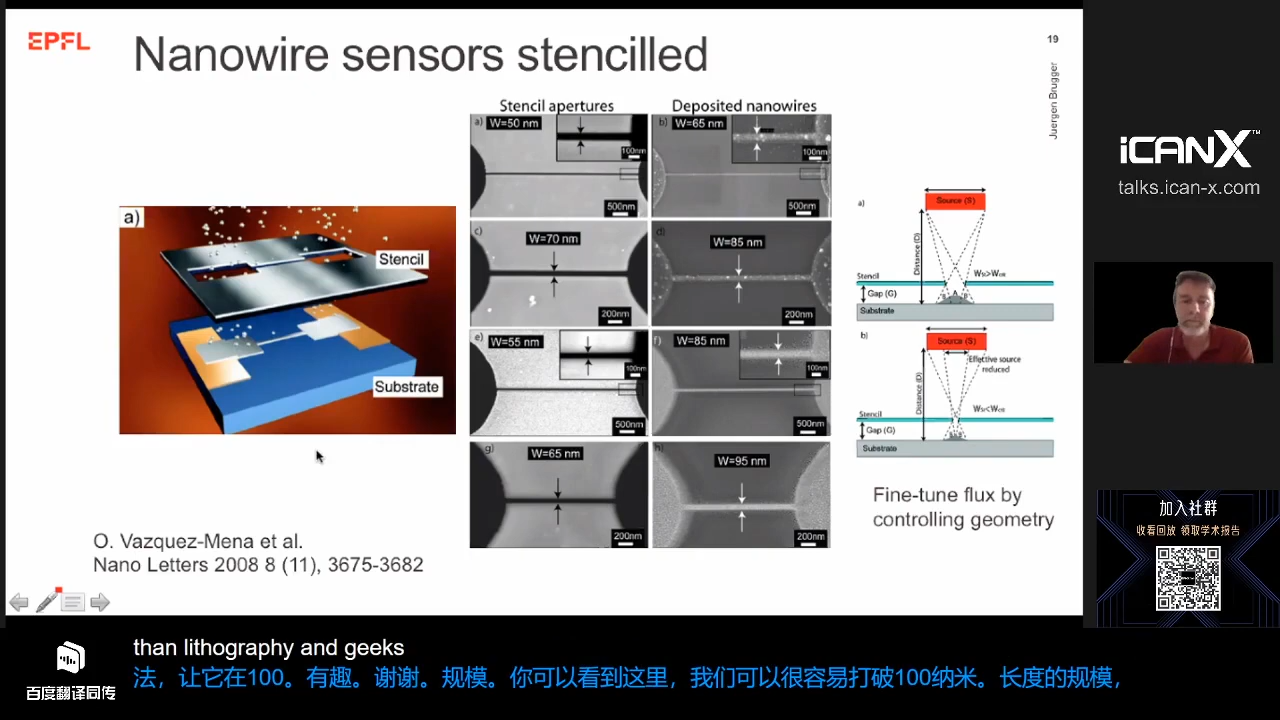 EPFL
Nanowire sensors stencilled
19
Juergen Brugger
a)
Stencil
Substrate
Stencil apertures
Deposited nanowires
a)
W=50 nm
100nm
500nm
b)
W=65 nm
100nm
500nm
c)
W=70 nm
200nm
d)
W=85 nm
200nm
e)
W=55 nm
100nm
500nm
f)
W=85 nm
100nm
500nm
g)
W=65 nm
200nm
h)
W=95 nm
200nm
a)
Source (S)
Distance (D)
Stencil
Gap (G)
Substrate
b)
Source (S)
Effective source
reduced
Distance (D)
Stencil
Gap (G)
Substrate
Fine-tune flux by
controlling geometry
O. Vazquez-Mena et al.
Nano Letters 2008 8 (11), 3675-3682
iCANX™
talks.ican-x.com
加入社群
收看回放 领取学术报告
百度翻译同传
than lithography and geeks
法，让它在100。有趣。谢谢。规模。你可以看到这里，我们可以很容易打破100纳米。长度的规模，